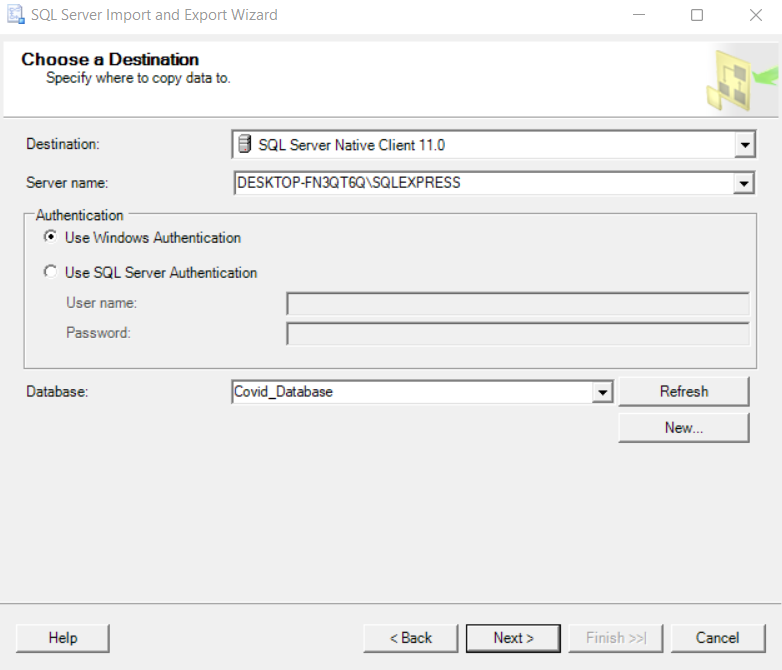 SQL Server Import and Export Wizard
Choose a Destination
Specify where to copy data to.
Destination: SQL Server Native Client 11.0
Server name: DESKTOP-FN3QT6Q\SQLEXPRESS
Authentication
Use Windows Authentication
Use SQL Server Authentication
User name:
Password:
Database: Covid_Database Refresh
New...
Help < Back Next > Finish >>| Cancel